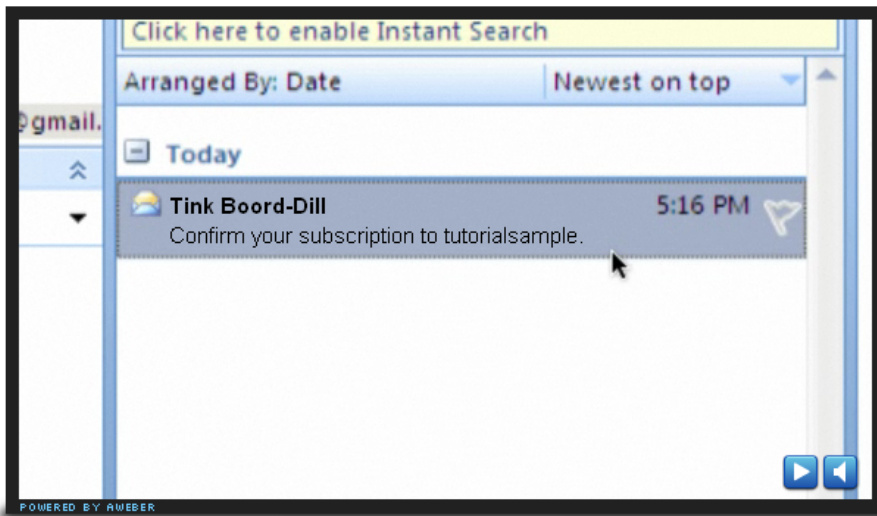 Click here to enable Instant Search
Arranged By: Date Newest on top
@gmail.
Today
Tink Boord-Dill 5:16 PM
Confirm your subscription to tutorialsample.
POWERED BY AWEBER